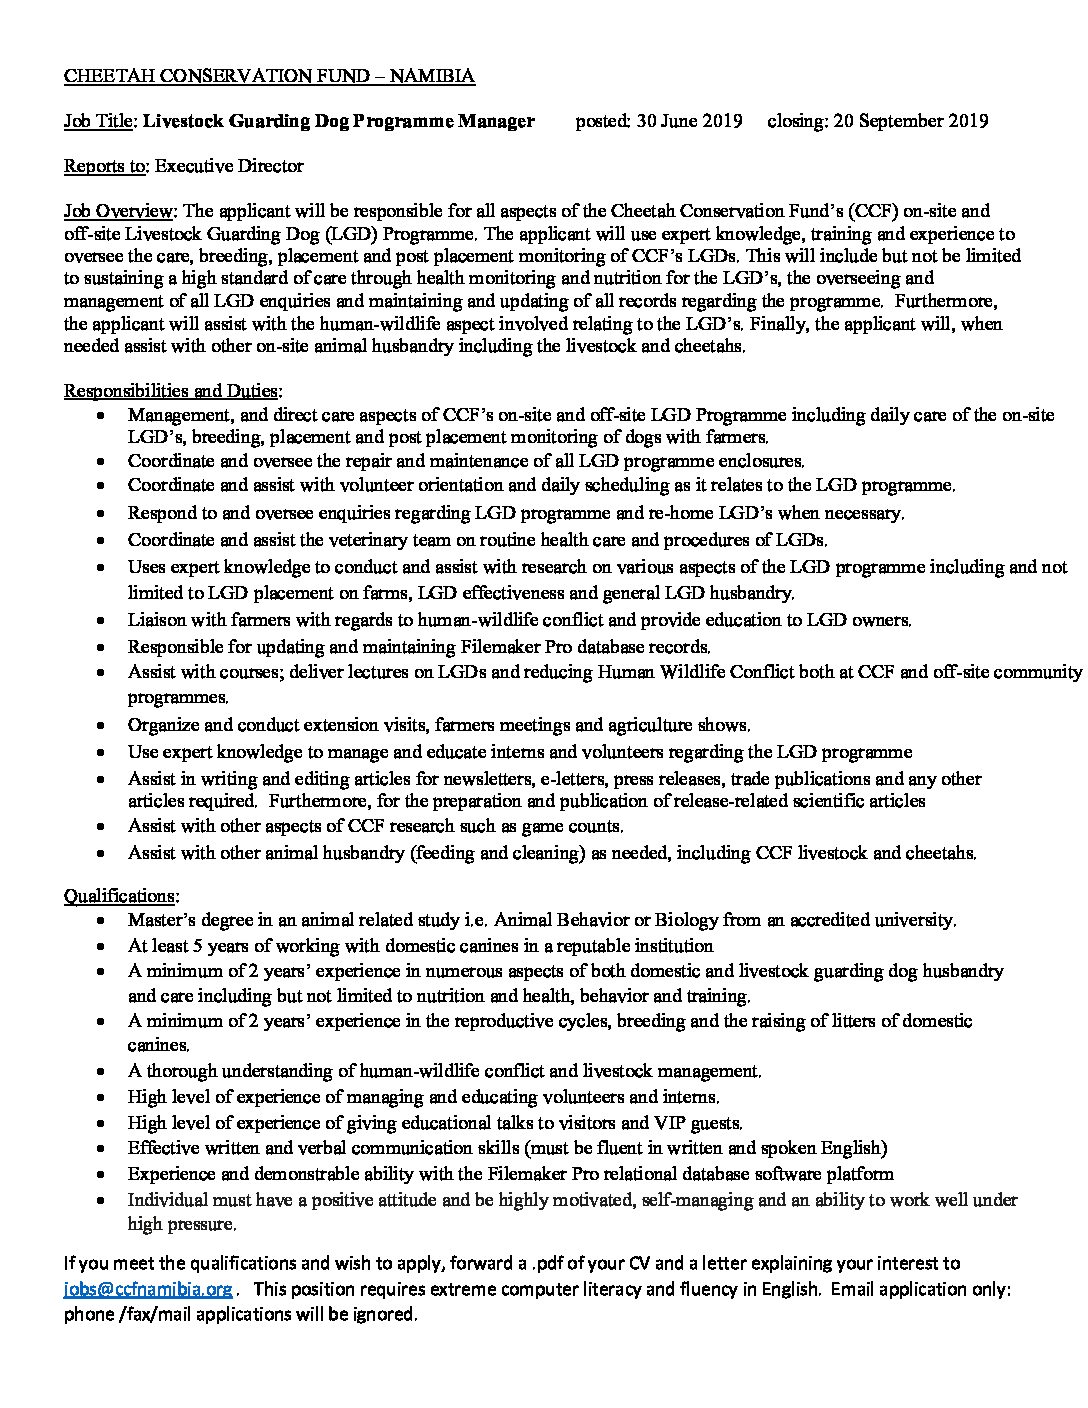 CHEETAH CONSERVATION FUND – NAMIBIA
Job Title: Livestock Guarding Dog Programme Manager posted: 30 June 2019 closing: 20 September 2019
Reports to: Executive Director
Job Overview: The applicant will be responsible for all aspects of the Cheetah Conservation Fund’s (CCF) on-site and
off-site Livestock Guarding Dog (LGD) Programme. The applicant will use expert knowledge, training and experience to
oversee the care, breeding, placement and post placement monitoring of CCF’s LGDs. This will include but not be limited
to sustaining a high standard of care through health monitoring and nutrition for the LGD’s, the overseeing and
management of all LGD enquiries and maintaining and updating of all records regarding the programme. Furthermore,
the applicant will assist with the human-wildlife aspect involved relating to the LGD’s. Finally, the applicant will, when
needed assist with other on-site animal husbandry including the livestock and cheetahs.
Responsibilities and Duties:
• Management, and direct care aspects of CCF’s on-site and off-site LGD Programme including daily care of the on-site
LGD’s, breeding, placement and post placement monitoring of dogs with farmers.
• Coordinate and oversee the repair and maintenance of all LGD programme enclosures.
• Coordinate and assist with volunteer orientation and daily scheduling as it relates to the LGD programme.
• Respond to and oversee enquiries regarding LGD programme and re-home LGD’s when necessary.
• Coordinate and assist the veterinary team on routine health care and procedures of LGDs.
• Uses expert knowledge to conduct and assist with research on various aspects of the LGD programme including and not
limited to LGD placement on farms, LGD effectiveness and general LGD husbandry.
• Liaison with farmers with regards to human-wildlife conflict and provide education to LGD owners.
• Responsible for updating and maintaining Filemaker Pro database records.
• Assist with courses; deliver lectures on LGDs and reducing Human Wildlife Conflict both at CCF and off-site community
programmes.
• Organize and conduct extension visits, farmers meetings and agriculture shows.
• Use expert knowledge to manage and educate interns and volunteers regarding the LGD programme
• Assist in writing and editing articles for newsletters, e-letters, press releases, trade publications and any other
articles required. Furthermore, for the preparation and publication of release-related scientific articles
• Assist with other aspects of CCF research such as game counts.
• Assist with other animal husbandry (feeding and cleaning) as needed, including CCF livestock and cheetahs.
Qualifications:
• Master’s degree in an animal related study i.e. Animal Behavior or Biology from an accredited university.
• At least 5 years of working with domestic canines in a reputable institution
• A minimum of 2 years’ experience in numerous aspects of both domestic and livestock guarding dog husbandry
and care including but not limited to nutrition and health, behavior and training.
• A minimum of 2 years’ experience in the reproductive cycles, breeding and the raising of litters of domestic
canines.
• A thorough understanding of human-wildlife conflict and livestock management.
• High level of experience of managing and educating volunteers and interns.
• High level of experience of giving educational talks to visitors and VIP guests.
• Effective written and verbal communication skills (must be fluent in written and spoken English)
• Experience and demonstrable ability with the Filemaker Pro relational database software platform
• Individual must have a positive attitude and be highly motivated, self-managing and an ability to work well under
high pressure.
If you meet the qualifications and wish to apply, forward a .pdf of your CV and a letter explaining your interest to
jobs@ccfnamibia.org . This position requires extreme computer literacy and fluency in English. Email application only:
phone /fax/mail applications will be ignored.